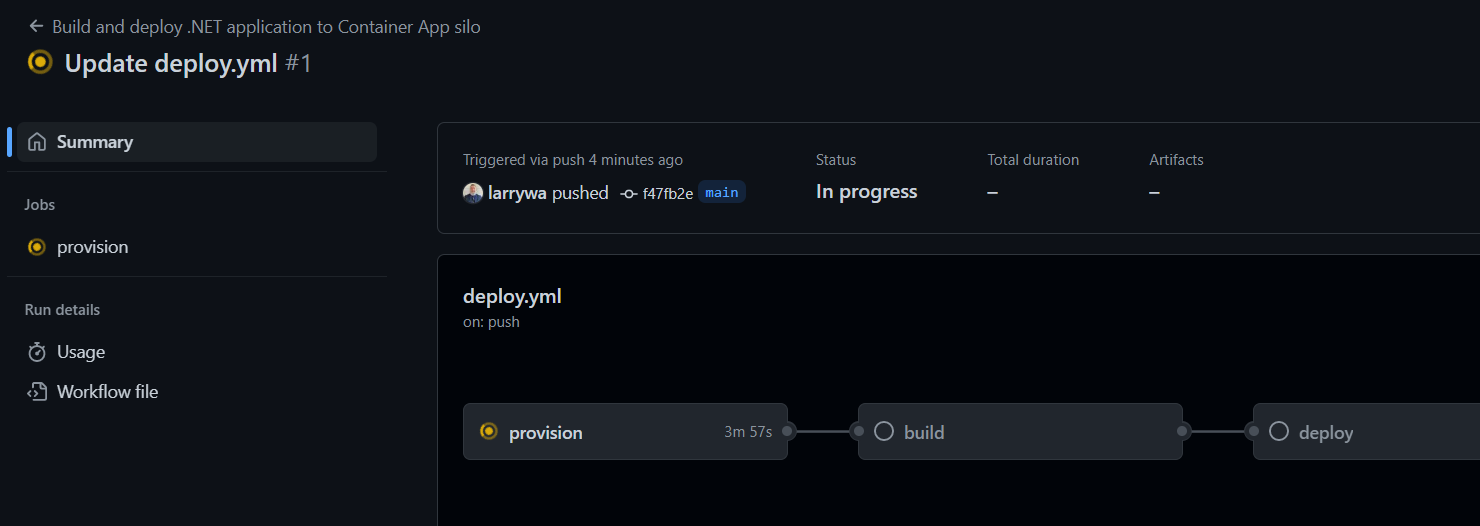 Build and deploy .NET application to Container App silo
Update deploy.yml #1
Summary
Jobs
provision
Run details
Usage
Workflow file
Triggered via push 4 minutes ago
larrywa pushed f47fb2e main
Status
In progress
Total duration
–
Artifacts
–
deploy.yml
on: push
provision 3m 57s
build
deploy